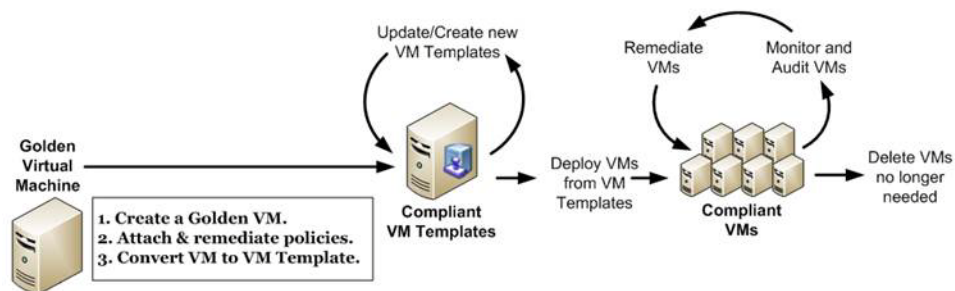 Golden
Virtual
Machine
1. Create a Golden VM.
2. Attach & remediate policies.
3. Convert VM to VM Template.
Update/Create new
VM Templates
Compliant
VM Templates
Deploy VMs
from VM
Templates
Remediate
VMs
Monitor and
Audit VMs
Compliant
VMs
Delete VMs
no longer
needed